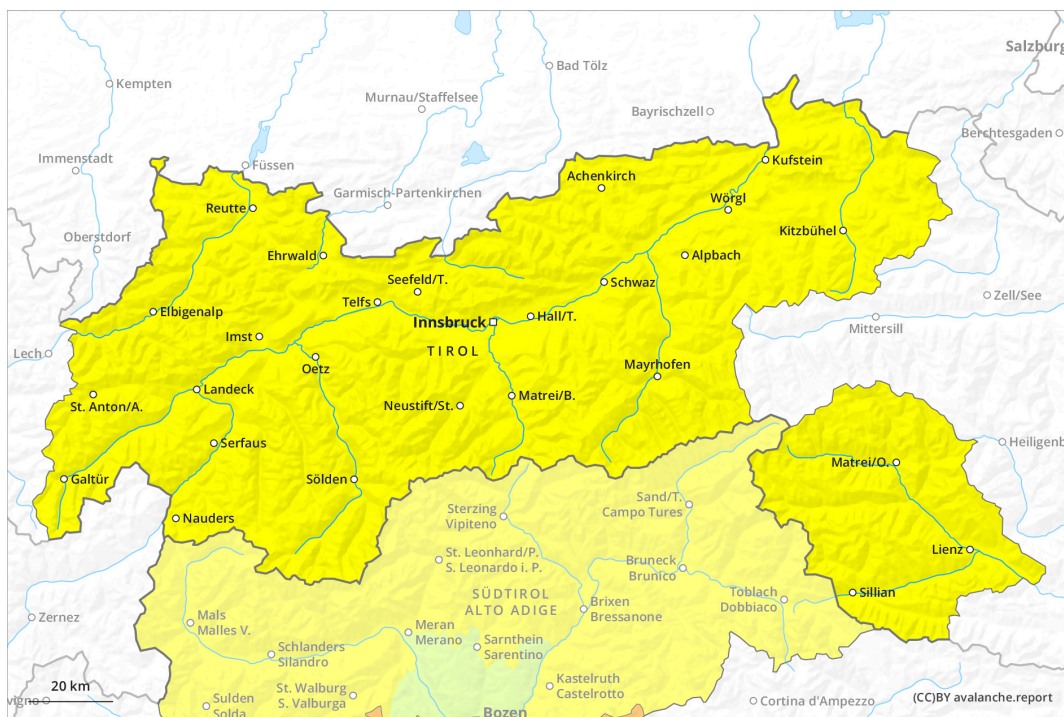 Salzburg
Kempten
Bad Tölz
Murnau/Staffelsee
Bayrischzell
Berchtesgaden
Immenstadt
Füssen
Kufstein
Achenkirch
Garmisch-Partenkirchen
Wörgl
Reutte
Kitzbühel
Oberstdorf
Ehrwald
Alpbach
Seefeld/T.
Schwaz
Zell/See
Telfs
Elbigenalp
Hall/T.
Innsbruck
Mittersill
Imst
TIROL
Lech
Oetz
Mayrhofen
Landeck
Matrei/B.
St. Anton/A.
Neustift/St.
Serfaus
Heiligenb
Matrei/O.
Galtür
Sölden
Sand/T.
Campo Tures
Sterzing
Vipiteno
Nauders
Lienz
St. Leonhard/P.
S. Leonardo i. P.
Bruneck
Brunico
Sillian
SÜDTIROL
ALTO ADIGE
Toblach
Dobbiaco
Brixen
Bressanone
Zernez
Mals
Malles V.
Meran
Merano
Sarnthein
Sarentino
Schlanders
Silandro
Kastelruth
Castelrotto
20 km
St. Walburg
S. Valburga
vigno
Sulden
Solda
Cortina d'Ampezzo
(CC)BY avalanche.report
Bozen